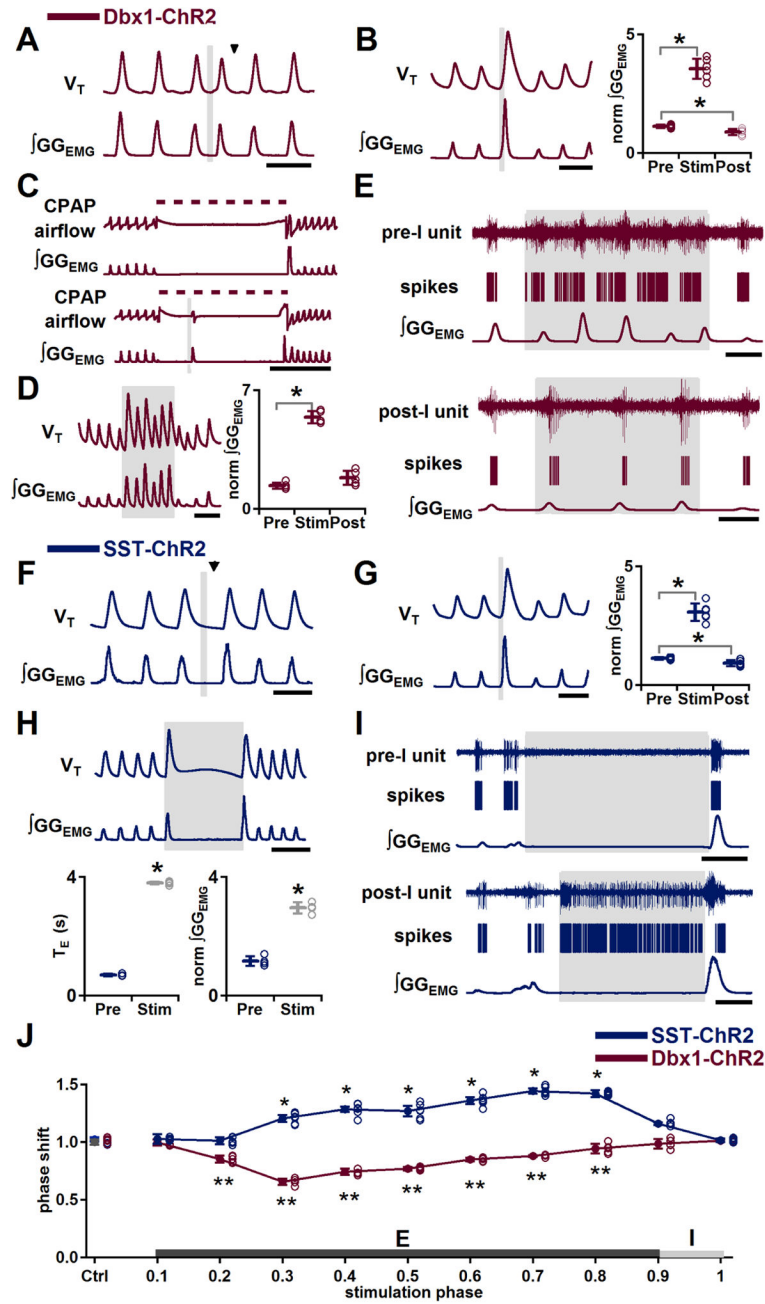 Dbx1-ChR2
A
V_T
∫GG_EMG
B
V_T
∫GG_EMG
norm ∫GG_EMG
5
*
*
0
Pre Stim Post
C
CPAP
airflow
∫GG_EMG
CPAP
airflow
∫GG_EMG
E
pre-I unit
spikes
∫GG_EMG
post-I unit
spikes
∫GG_EMG
D
V_T
∫GG_EMG
norm ∫GG_EMG
7
*
0
Pre StimPost
SST-ChR2
F
V_T
∫GG_EMG
G
V_T
∫GG_EMG
norm ∫GG_EMG
5
*
*
0
Pre Stim Post
H
V_T
∫GG_EMG
T_E (s)
4
*
0
Pre Stim
norm ∫GG_EMG
4
*
0
Pre Stim
I
pre-I unit
spikes
∫GG_EMG
post-I unit
spikes
∫GG_EMG
J
SST-ChR2
Dbx1-ChR2
phase shift
1.5
1.0
0.5
0.0
* * * * * *
** ** ** ** ** ** **
E I
Ctrl 0.1 0.2 0.3 0.4 0.5 0.6 0.7 0.8 0.9 1
stimulation phase